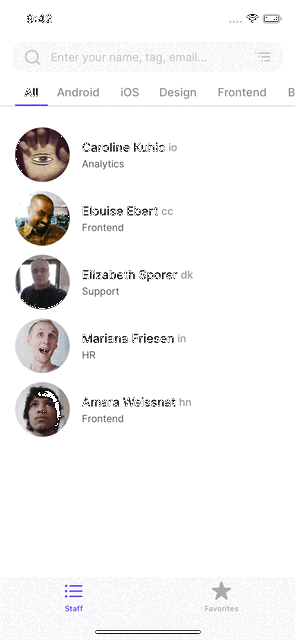 9:42
Enter your name, tag, email...
All Android iOS Design Frontend B
Caroline Kuhic io
Analytics
Elouise Ebert cc
Frontend
Elizabeth Sporer dk
Support
Mariana Friesen in
HR
Amara Weissnat hn
Frontend
Staff Favorites